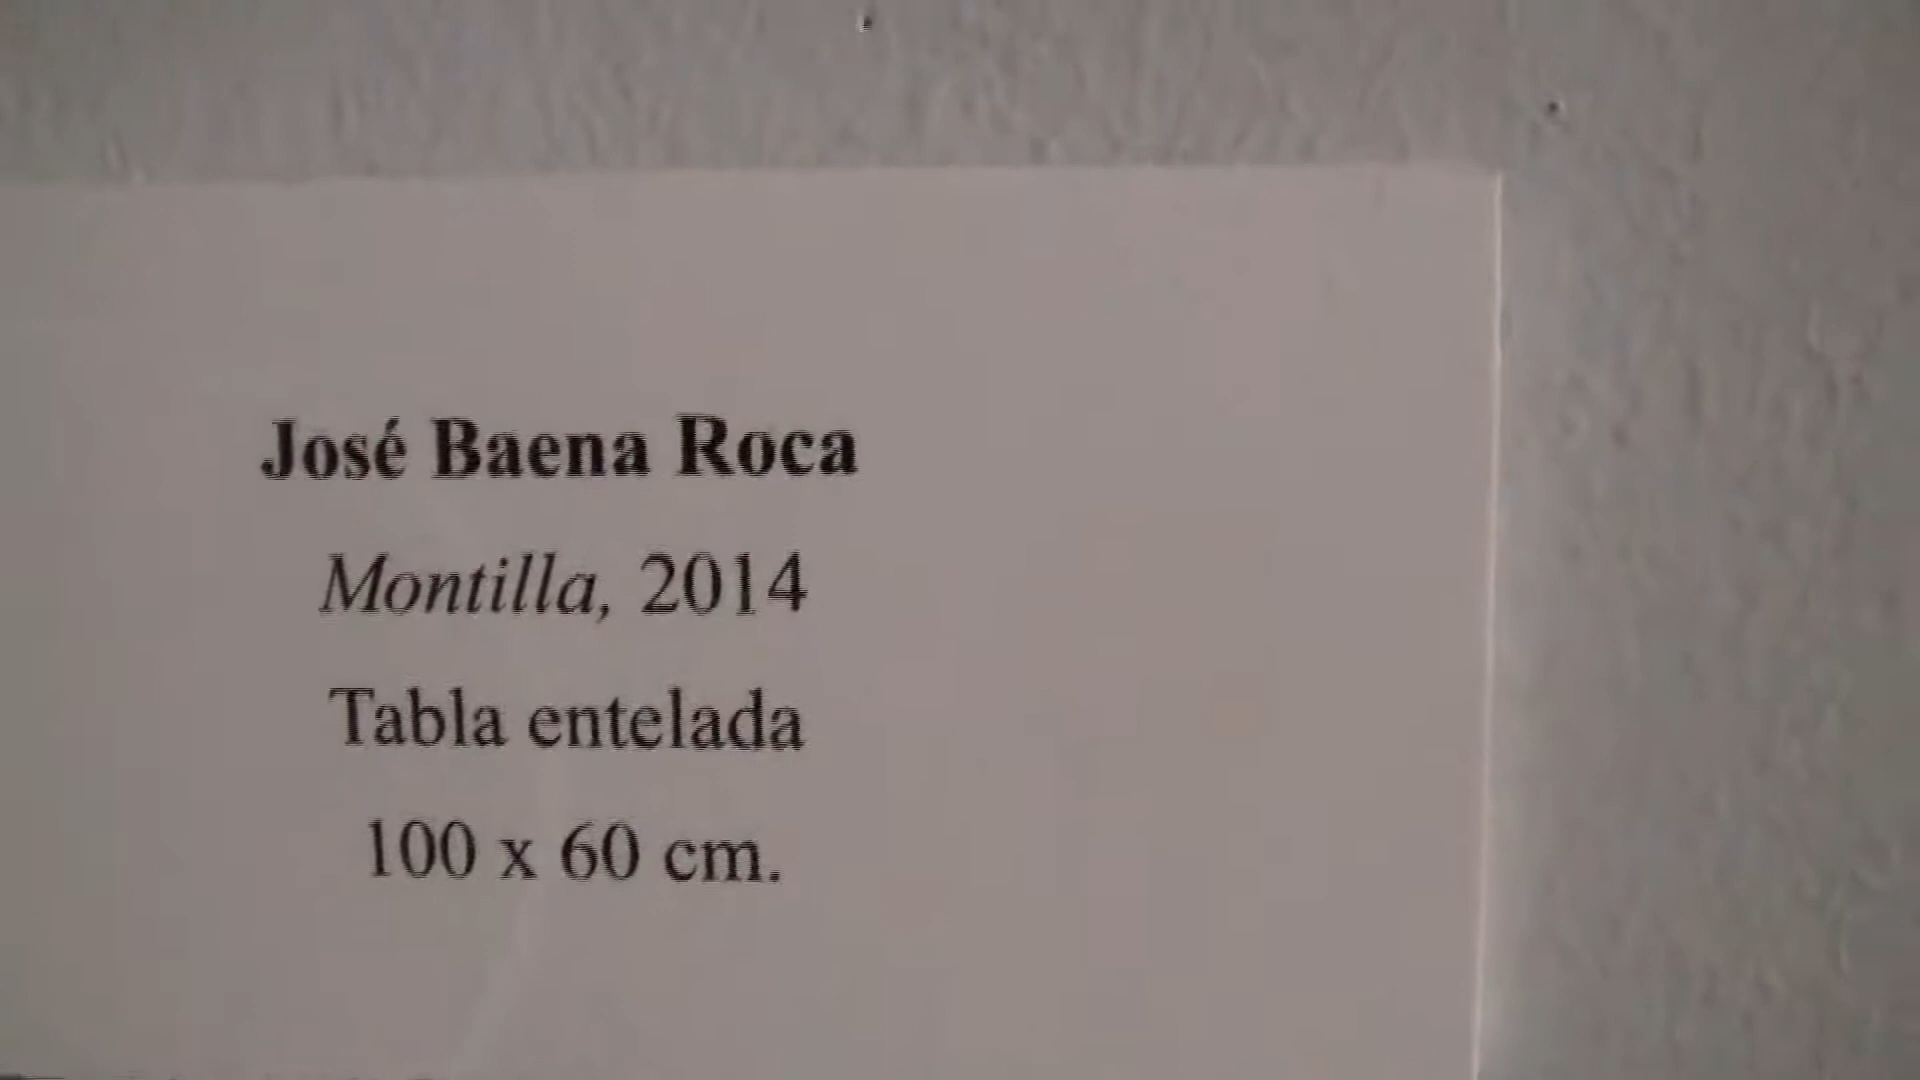 José Baena Roca
Montilla, 2014
Tabla entelada
100 x 60 cm.